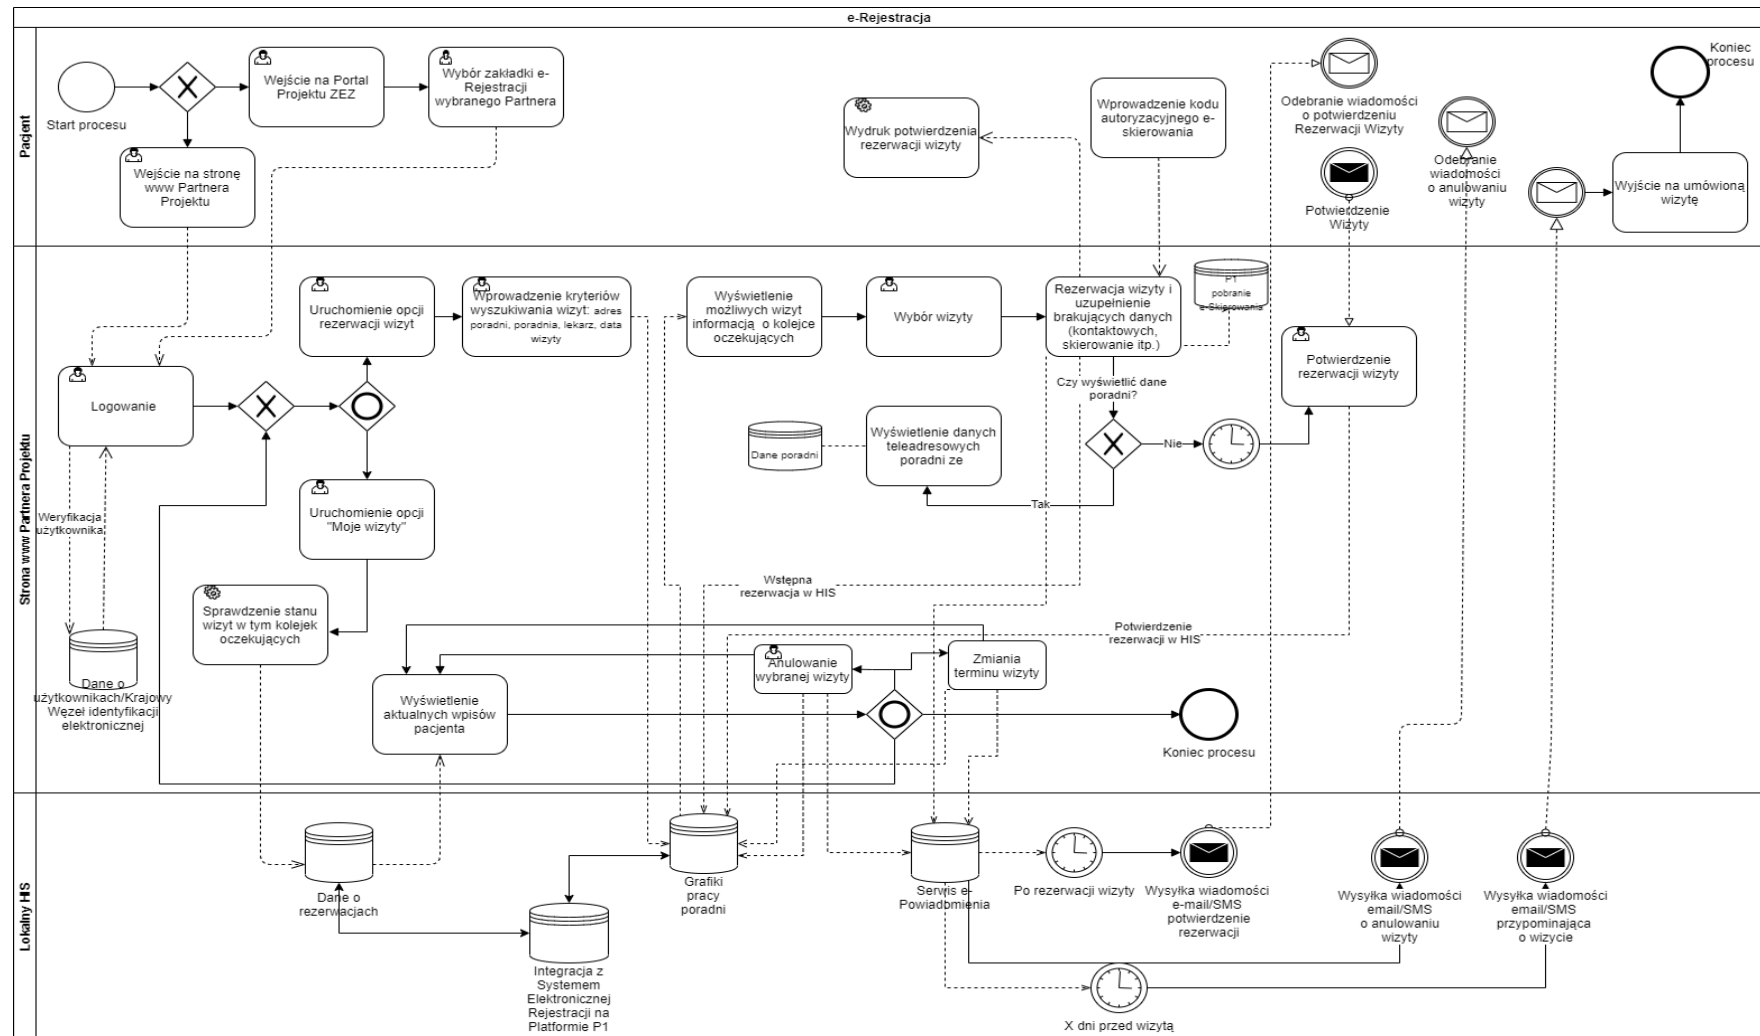 e-Rejestracja
Pacjent
Start procesu
Wejście na Portal
Projektu ZEZ
Wybór zakładki e-
Rejestracji
wybranego Partnera
Wejście na stronę
www Partnera
Projektu
Wydruk potwierdzenia
rezerwacji wizyty
Wprowadzenie kodu
autoryzacyjnego e-
skierowania
Odebranie wiadomości
o potwierdzeniu
Rezerwacji Wizyty
Potwierdzenie
Wizyty
Odebranie
wiadomości
o anulowaniu
wizyty
Wyjście na umówioną
wizytę
Koniec
procesu
Strona www Partnera Projektu
Logowanie
Weryfikacja
użytkownika
Dane o
użytkownikach/Krajowy
Węzeł identyfikacji
elektronicznej
Uruchomienie opcji
rezerwacji wizyt
Wprowadzenie kryteriów
wyszukiwania wizyt: adres
poradni, poradnia, lekarz, data
wizyty
Wyświetlenie
możliwych wizyt
informacją o kolejce
oczekujących
Wybór wizyty
Rezerwacja wizyty i
uzupełnienie
brakujących danych
(kontaktowych,
skierowanie itp.)
P1
pobranie
e-Skierowania
Potwierdzenie
rezerwacji wizyty
Czy wyświetlić dane
poradni?
Nie
Tak
Dane poradni
Wyświetlenie danych
teleadresowych
poradni ze
Uruchomienie opcji
"Moje wizyty"
Sprawdzenie stanu
wizyt w tym kolejek
oczekujących
Wstępna
rezerwacja w HIS
Potwierdzenie
rezerwacji w HIS
Wyświetlenie
aktualnych wpisów
pacjenta
Anulowanie
wybranej wizyty
Zmiania
terminu wizyty
Koniec procesu
Lokalny HIS
Dane o
rezerwacjach
Integracja z
Systemem
Elektronicznej
Rejestracji na
Platformie P1
Grafiki
pracy
poradni
Serwis e-
Powiadomienia
Po rezerwacji wizyty
Wysyłka wiadomości
e-mail/SMS
potwierdzenie
rezerwacji
X dni przed wizytą
Wysyłka wiadomości
email/SMS
o anulowaniu
wizyty
Wysyłka wiadomości
email/SMS
przypominająca
o wizycie